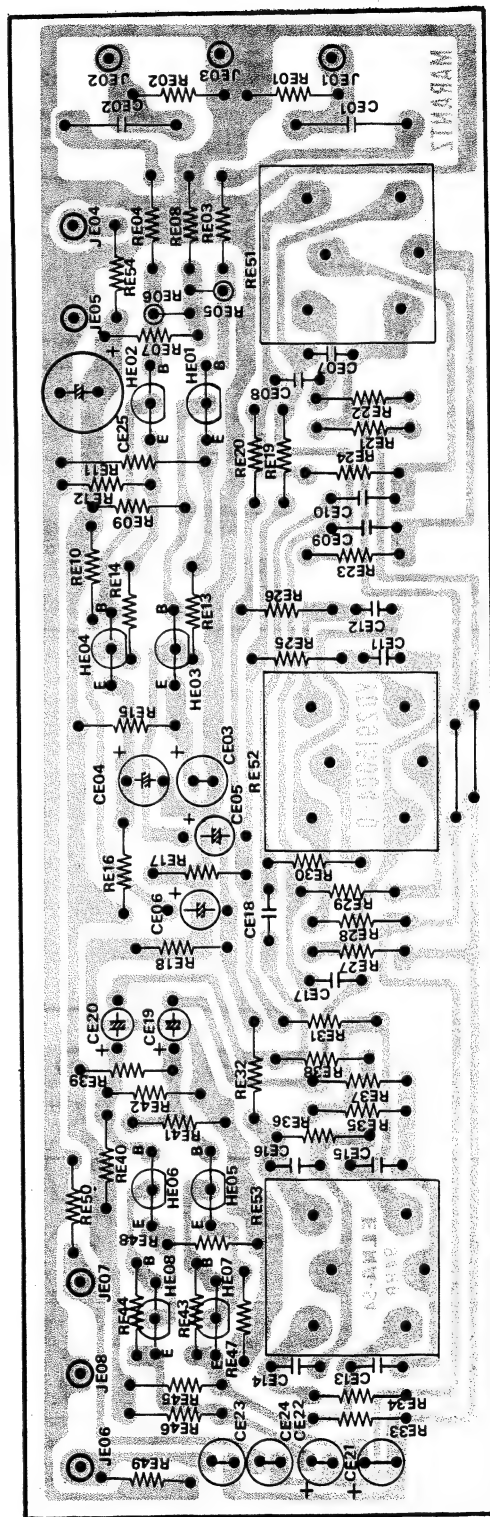 JE02
RE02
JE03
RE01
JE01
CE02
CE01
MARANTZ
JE04
RE04
RE08
RE03
RE54
RE51
JE05
RE06
RE05
RE07
HE02
HE01
+
B
B
CE07
CE08
E
E
CE25
RE11
RE12
RE09
RE20
RE19
RE22
RE21
RE24
CE10
CE09
RE23
RE10
RE14
RE13
RE26
CE12
B
B
HE04
HE03
E
E
RE25
CE11
RE15
+
+
CE04
CE03
RE52
+
CE05
RE16
RE17
RE30
+
CE06
CE18
RE29
RE28
RE18
RE27
CE17
CE20
CE19
+
+
RE31
RE39
RE32
RE38
RE42
RE37
RE41
RE35
RE36
RE40
CE16
CE15
RE50
B
B
HE06
HE05
E
E
RE53
RE48
JE07
B
B
HE08
HE07
RE44
RE43
RE47
E
E
JE08
CE14
CE13
RE45
RE46
RE34
RE33
JE06
RE49
CE23
CE24
CE22
CE21
+
+